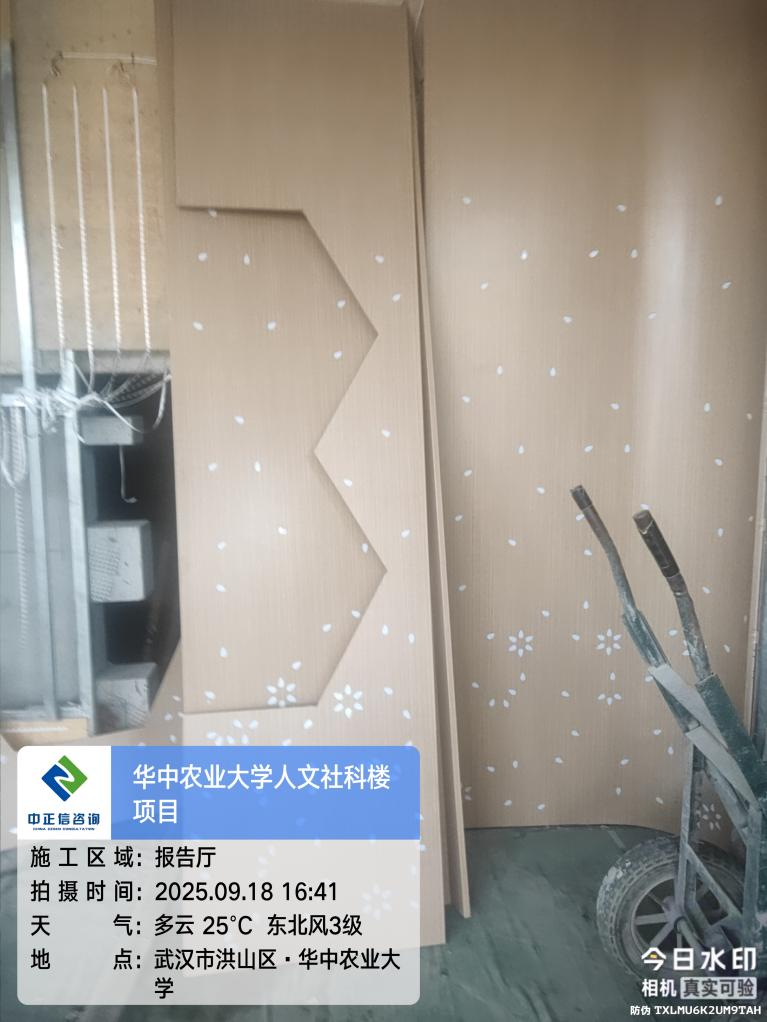 华中农业大学人文社科楼
项目
中正信咨询
CHINA ZENXIN CONSULTATION
施工区域：报告厅
拍摄时间：2025.09.18 16:41
天气：多云 25℃ 东北风3级
地点：武汉市洪山区·华中农业大
学
今日水印
相机 真实可验
防伪 TXLMU6K2UM9TAH